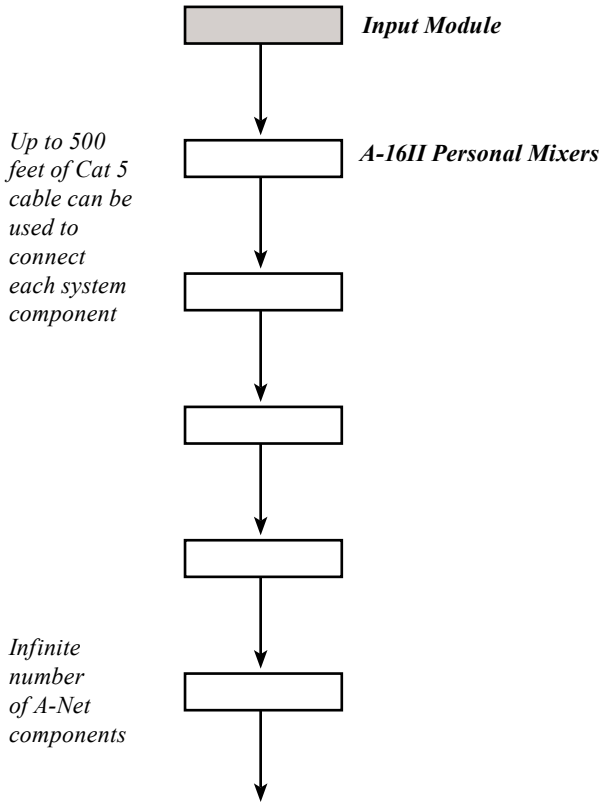 Input Module
A-16II Personal Mixers
Up to 500
feet of Cat 5
cable can be
used to
connect
each system
component
Infinite
number
of A-Net
components